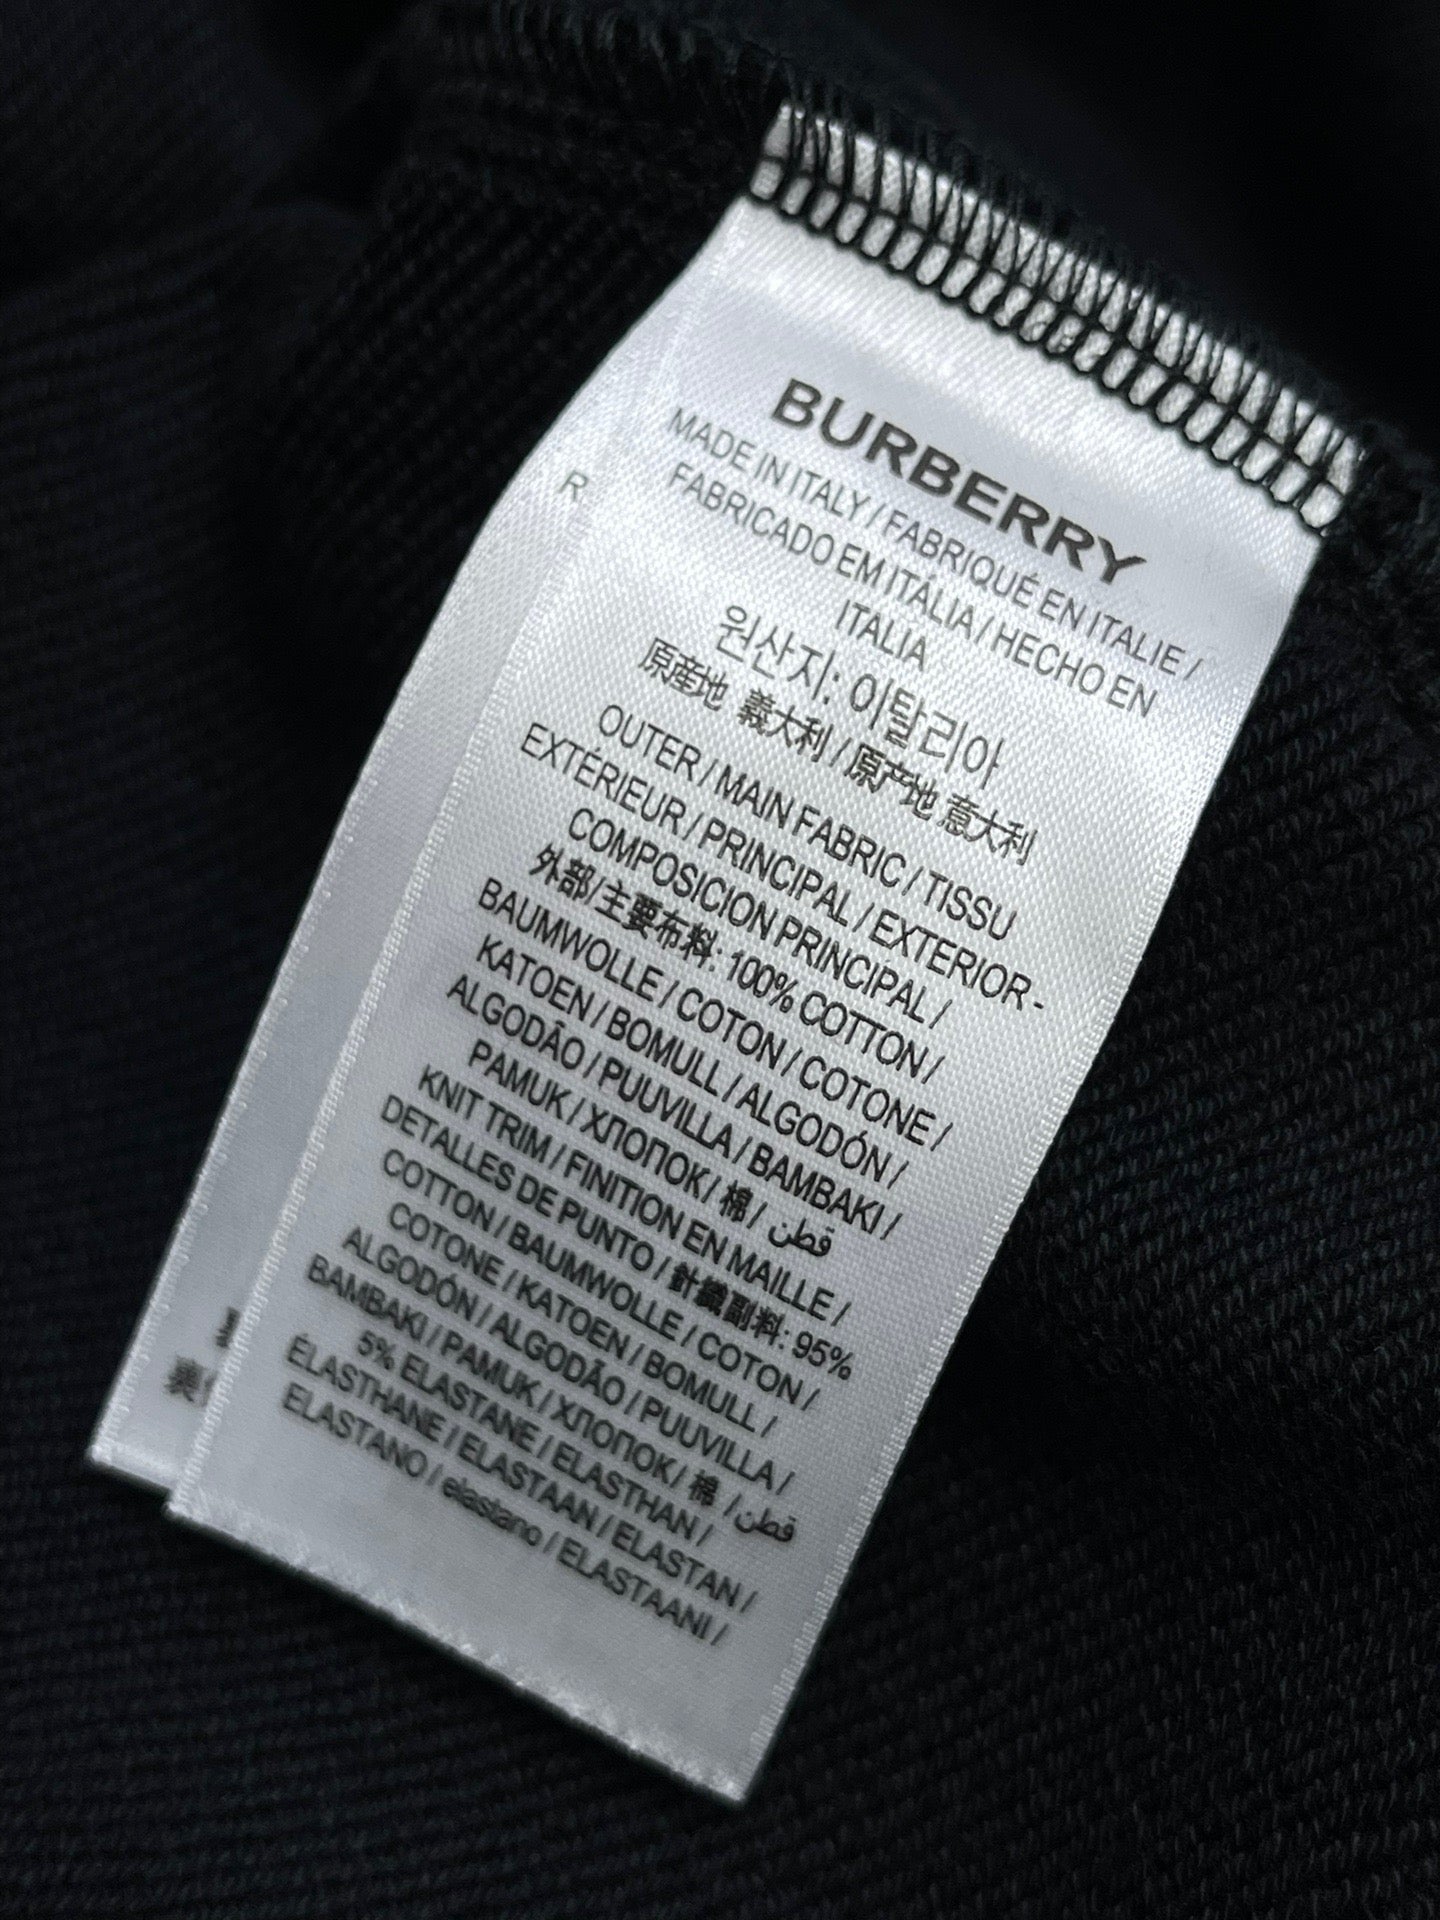 BURBERRY
MADE IN ITALY / FABRIQUÉ EN ITALIE /
FABRICADO EM ITÁLIA / HECHO EN
ITALIA
원산지: 이탈리아
原産地 義大利 / 原产地 意大利
OUTER / MAIN FABRIC / TISSU
EXTÉRIEUR / PRINCIPAL / EXTERIOR -
COMPOSICION PRINCIPAL /
外部/主要布料: 100% COTTON /
BAUMWOLLE / COTON / COTONE /
KATOEN / BOMULL / ALGODÓN /
ALGODÃO / PUUVILLA / BAMBAKI /
PAMUK / ХЛОПОК / 棉 / قطن
KNIT TRIM / FINITION EN MAILLE /
DETALLES DE PUNTO / 針織副料: 95%
COTTON / BAUMWOLLE / COTON /
COTONE / KATOEN / BOMULL /
ALGODÓN / ALGODÃO / PUUVILLA /
BAMBAKI / PAMUK / ХЛОПОК / 棉 / قطن
5% ELASTANE / ELASTHAN /
ÉLASTHANE / ELASTAAN / ELASTAN /
ELASTANO / elastano / ELASTAANI /
R